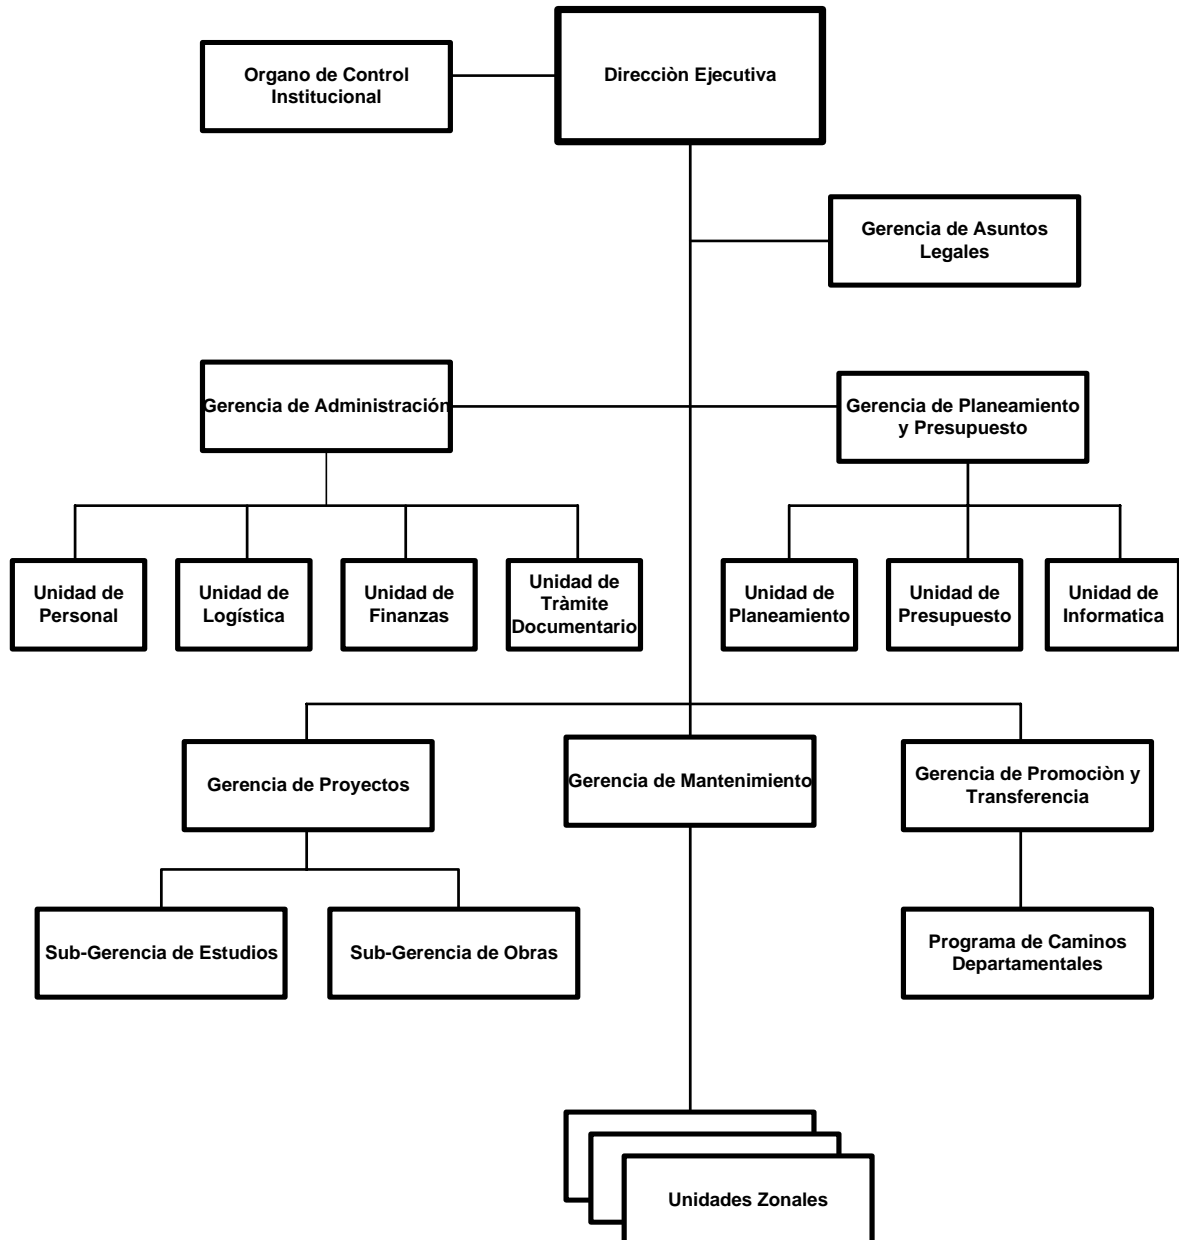 Organo de Control
Institucional
Direcciòn Ejecutiva
Gerencia de Asuntos
Legales
Gerencia de Administración
Gerencia de Planeamiento
y Presupuesto
Unidad de
Personal
Unidad de
Logística
Unidad de
Finanzas
Unidad de
Tràmite
Documentario
Unidad de
Planeamiento
Unidad de
Presupuesto
Unidad de
Informatica
Gerencia de Proyectos
Gerencia de Mantenimiento
Gerencia de Promociòn y
Transferencia
Sub-Gerencia de Estudios
Sub-Gerencia de Obras
Programa de Caminos
Departamentales
Unidades Zonales